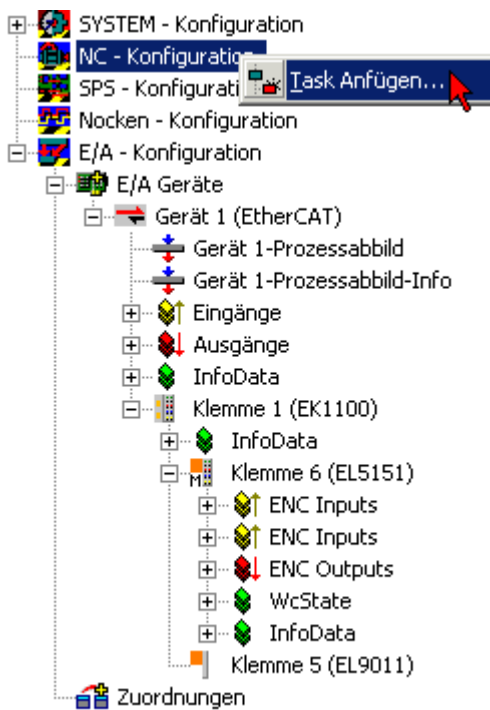 SYSTEM - Konfiguration
NC - Konfiguration
Task Anfügen...
SPS - Konfigurati
Nocken - Konfiguration
E/A - Konfiguration
E/A Geräte
Gerät 1 (EtherCAT)
Gerät 1-Prozessabbild
Gerät 1-Prozessabbild-Info
Eingänge
Ausgänge
InfoData
Klemme 1 (EK1100)
InfoData
M Klemme 6 (EL5151)
ENC Inputs
ENC Inputs
ENC Outputs
WcState
InfoData
Klemme 5 (EL9011)
Zuordnungen